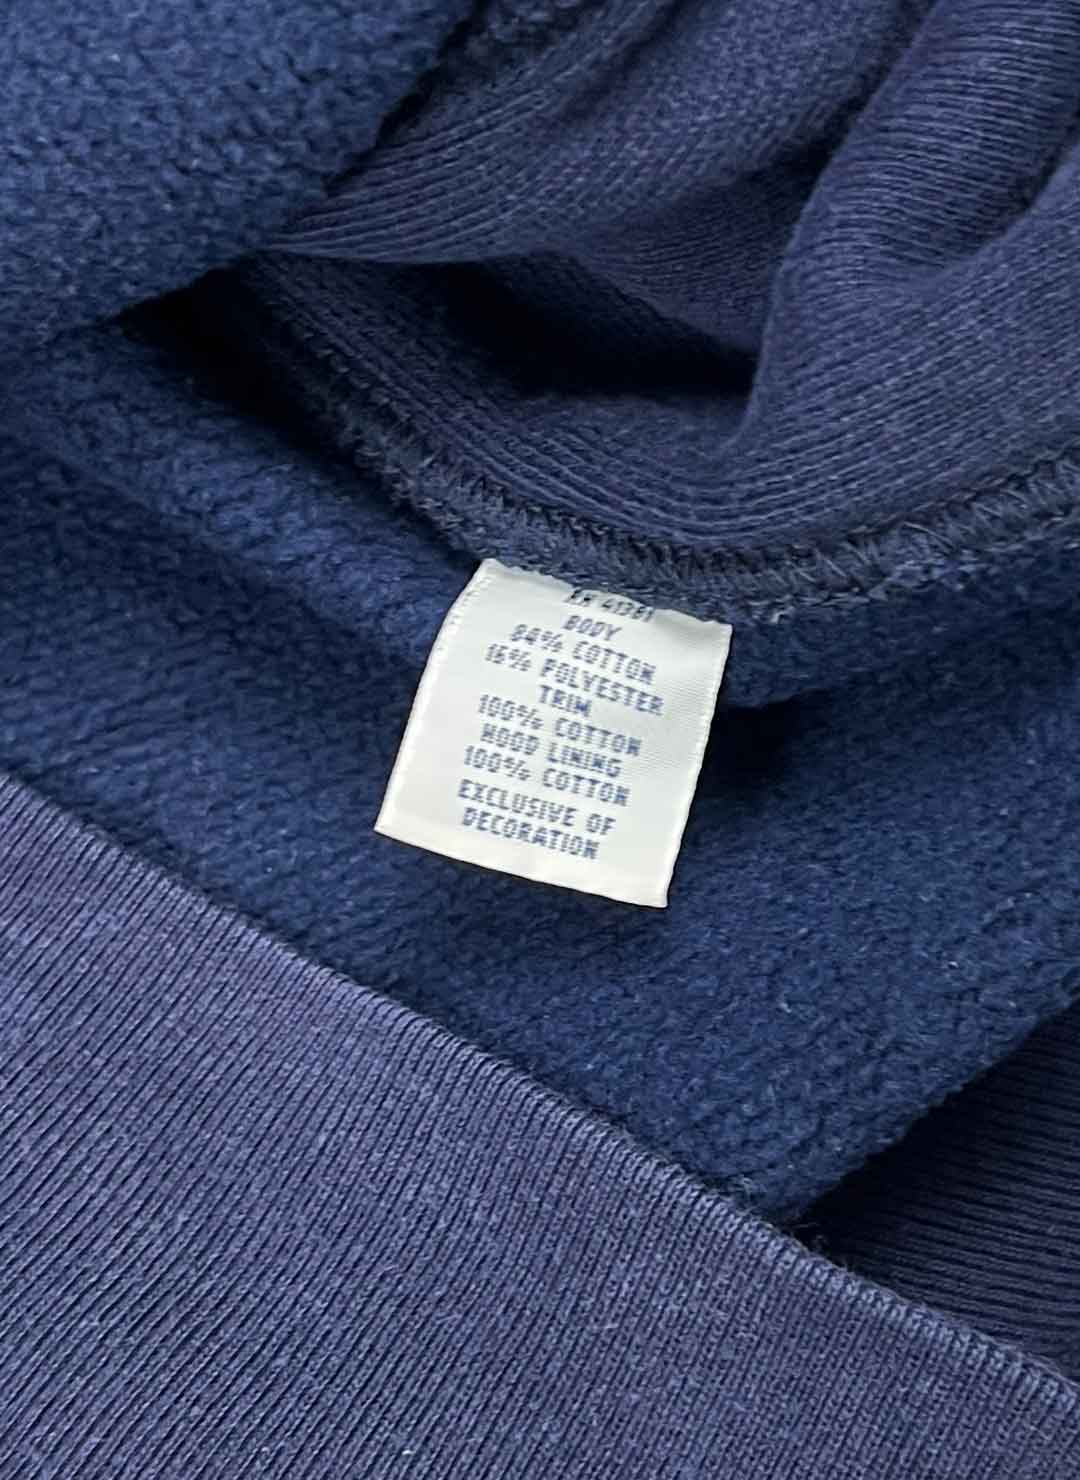 BODY
84% COTTON
16% POLYESTER
TRIM
100% COTTON
HOOD LINING
100% COTTON
EXCLUSIVE OF
DECORATION